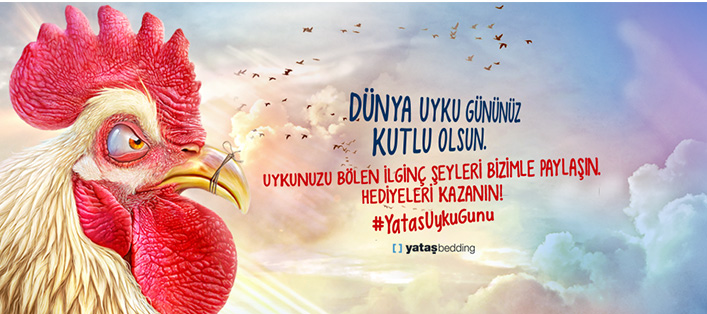 DÜNYA UYKU GÜNÜNÜZ
KUTLU OLSUN.
UYKUNUZU BÖLEN İLGİNÇ ŞEYLERİ BİZİMLE PAYLAŞIN.
HEDİYELERİ KAZANIN!
#YatasUykuGunu
[ ] yataşbedding